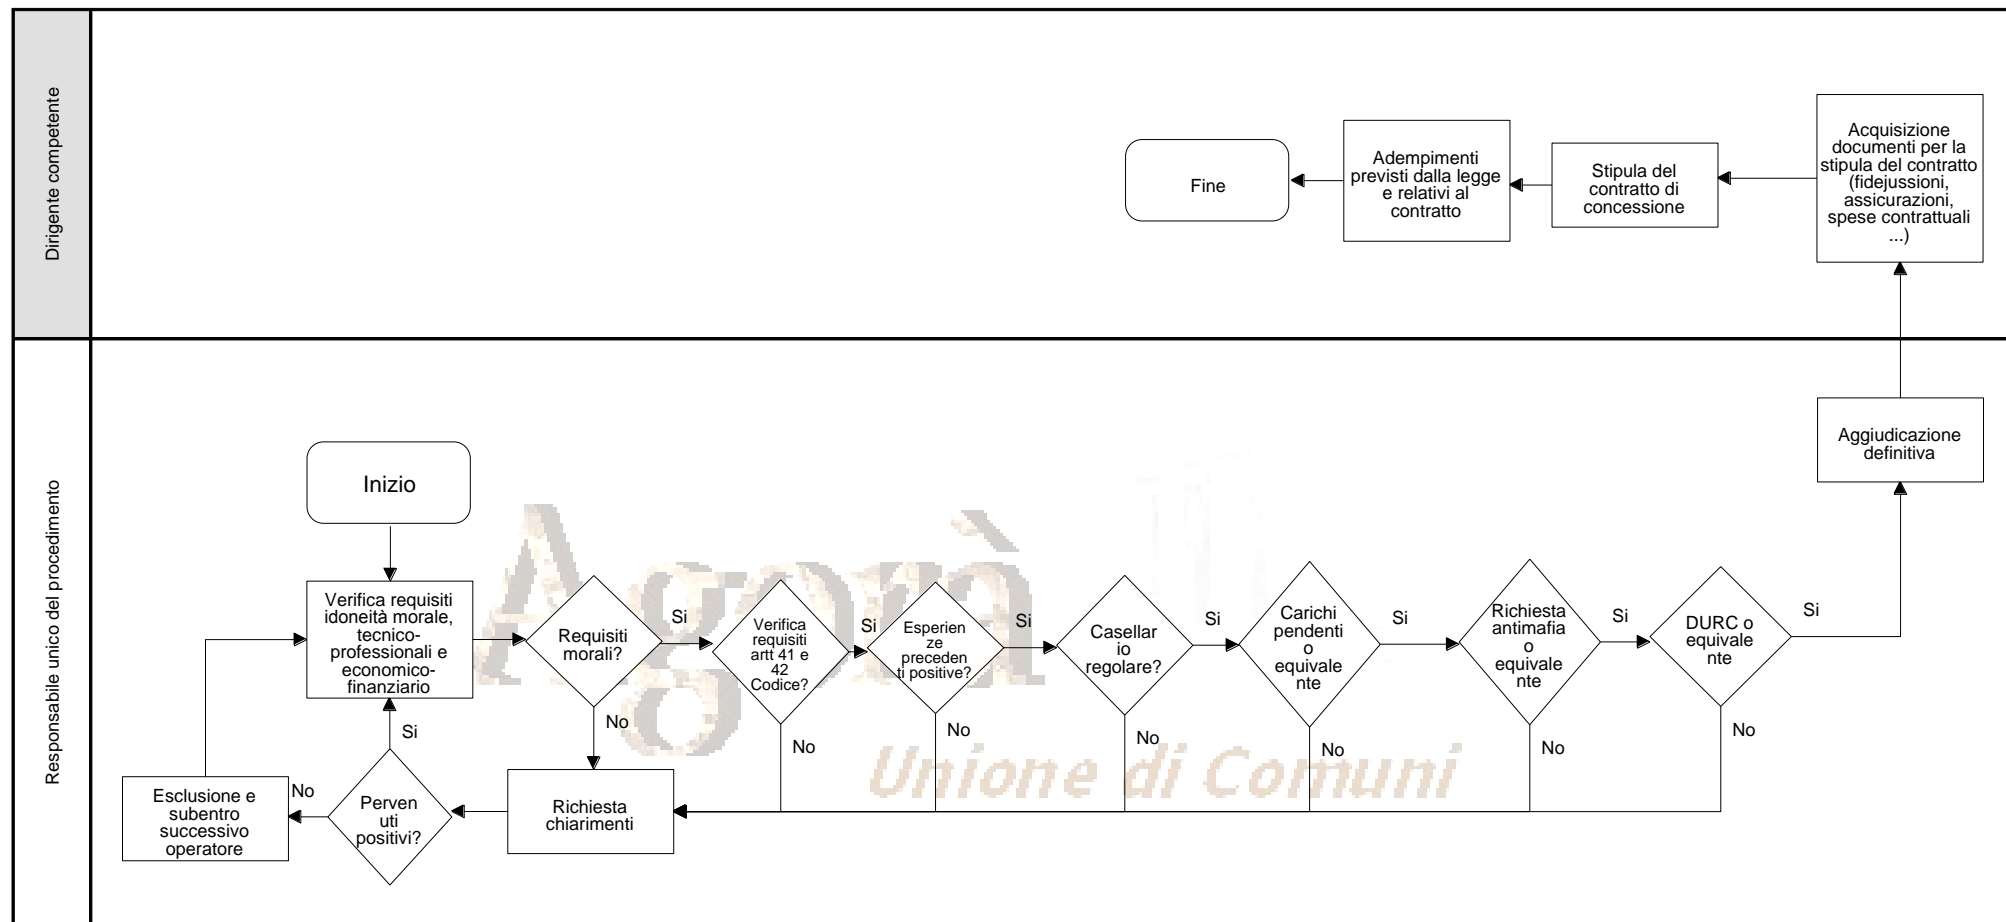 Dirigente competente
Fine
Adempimenti
previsti dalla legge
e relativi al
contratto
Stipula del
contratto di
concessione
Acquisizione
documenti per la
stipula del contratto
(fidejussioni,
assicurazioni,
spese contrattuali
...)
Responsabile unico del procedimento
Aggiudicazione
definitiva
Inizio
Verifica requisiti
idoneità morale,
tecnico-
professionali e
economico-
finanziario
Requisiti
morali?
Si
No
Verifica
requisiti
artt 41 e
42
Codice?
Si
No
Esperien
ze
preceden
ti positive?
Si
No
Casellar
io
regolare?
Si
No
Carichi
pendenti
o
equivale
nte
Si
No
Richiesta
antimafia
o
equivale
nte
Si
No
DURC o
equivale
nte
Si
No
Richiesta
chiarimenti
Perven
uti
positivi?
Si
No
Esclusione e
subentro
successivo
operatore
Agorà
Unione di Comuni